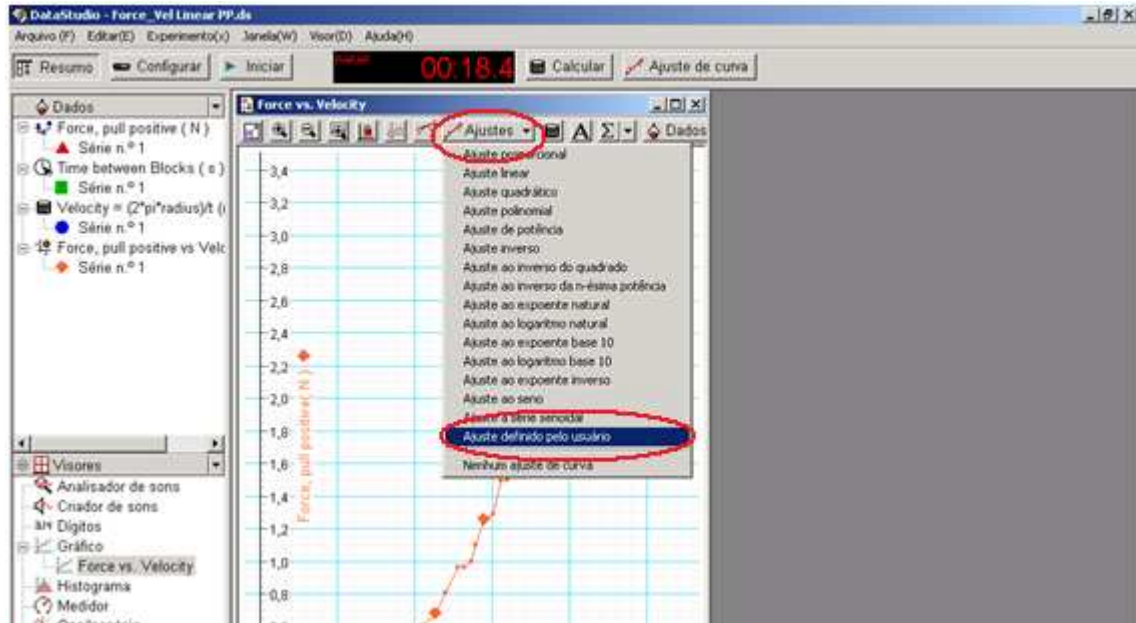 DataStudio - Force_Vel Linear PP.ds
Arquivo (F) Editar(E) Experimento(x) Janela(W) Visor(D) Ajuda(H)
Resumo Configurar Iniciar 00:18.4 Calcular Ajuste de curva
Dados
Force, pull positive ( N )
Série n.º 1
Time between Blocks ( s )
Série n.º 1
Velocity = (2*pi*radius)/t (
Série n.º 1
Force, pull positive vs Velc
Série n.º 1
Visores
Analisador de sons
Criador de sons
Dígitos
Gráfico
Force vs. Velocity
Histograma
Medidor
Force vs. Velocity
Ajustes A Σ Dados
Ajuste proporcional
Ajuste linear
Ajuste quadrático
Ajuste polinomial
Ajuste de potência
Ajuste inverso
Ajuste ao inverso do quadrado
Ajuste ao inverso da n-ésima potência
Ajuste ao expoente natural
Ajuste ao logaritmo natural
Ajuste ao expoente base 10
Ajuste ao logaritmo base 10
Ajuste ao expoente inverso
Ajuste ao seno
Ajuste à série senoidal
Ajuste definido pelo usuário
Nenhum ajuste de curva
3,4
3,2
3,0
2,8
2,6
2,4
2,2
2,0
1,8
1,6
1,4
1,2
1,0
0,8
Force, pull positive( N )